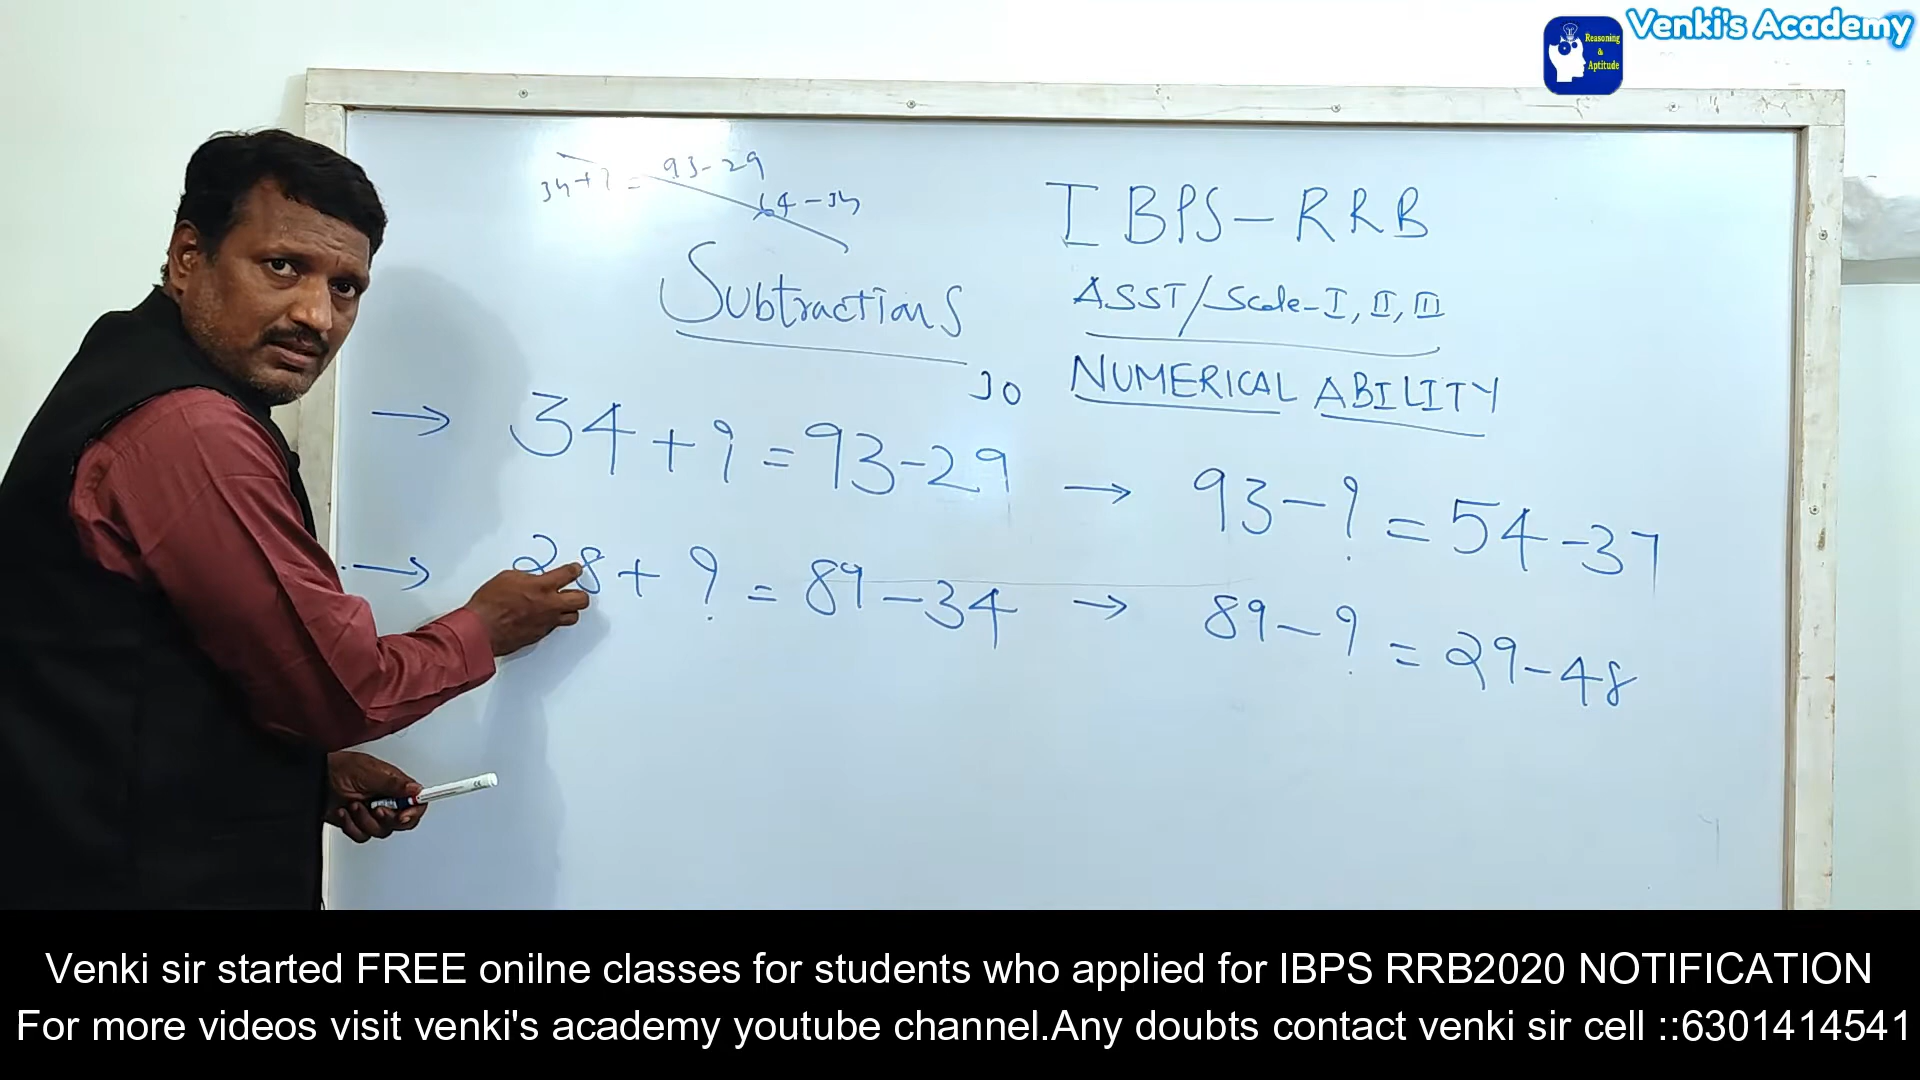 Venki's Academy
Reasoning
&
Aptitude
34+? = 93-29
64-34
IBPS-RRB
Subtractions
ASST/Scale-I, II, III
30
NUMERICAL ABILITY
→ 34+?=93-29
→ 93-?=54-37
→ 28+?=89-34
→ 89-?=29-48
Venki sir started FREE onilne classes for students who applied for IBPS RRB2020 NOTIFICATION
For more videos visit venki's academy youtube channel.Any doubts contact venki sir cell ::6301414541